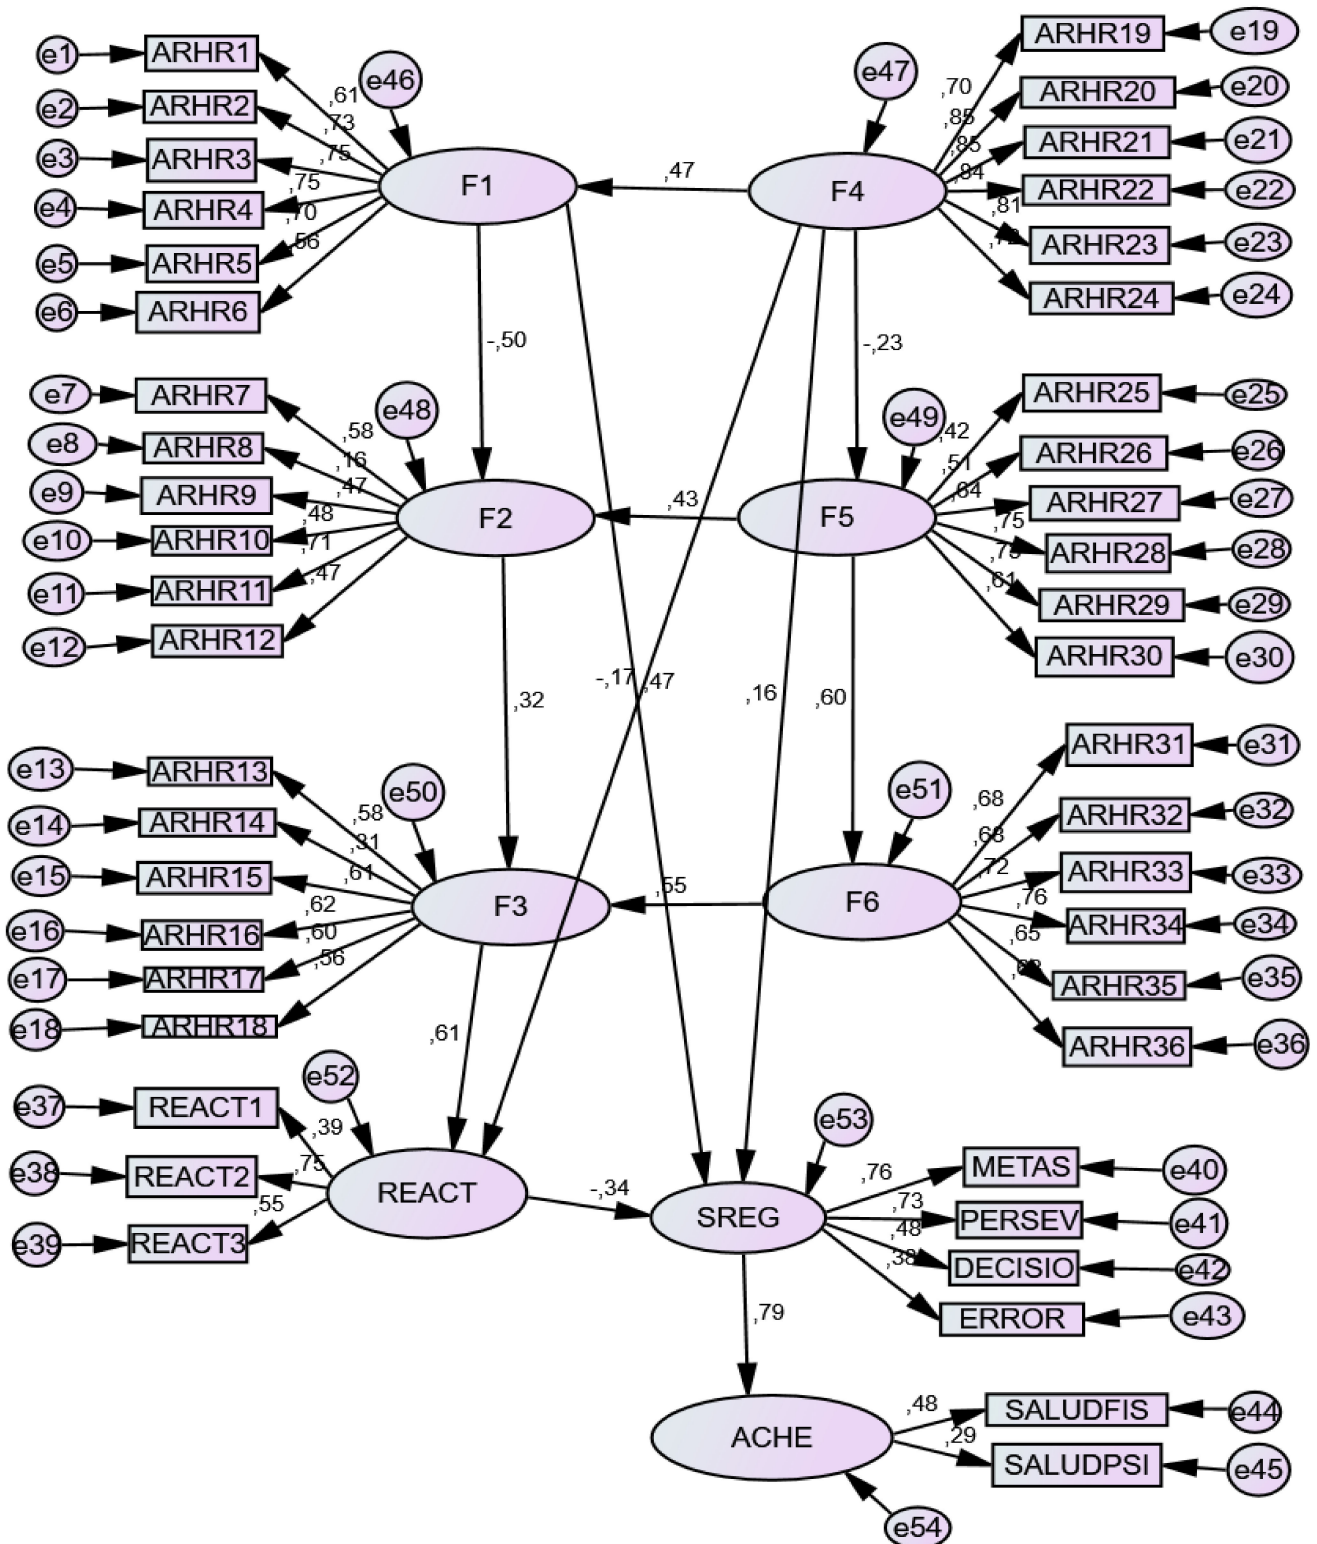 e1 ARHR1 ,61
e2 ARHR2 ,73
e3 ARHR3 ,75
e4 ARHR4 ,75
e5 ARHR5 ,70
e6 ARHR6 ,56
e46
F1
,47
e47
F4
,70 ARHR19 e19
,85 ARHR20 e20
,85 ARHR21 e21
,84 ARHR22 e22
,81 ARHR23 e23
ARHR24 e24
-,50
-,23
e7 ARHR7 ,58
e8 ARHR8 ,16
e9 ARHR9 ,47
e10 ARHR10 ,48
e11 ARHR11 ,71
e12 ARHR12 ,47
e48
F2
,43
e49
F5
,42 ARHR25 e25
,51 ARHR26 e26
,64 ARHR27 e27
,75 ARHR28 e28
ARHR29 e29
,61 ARHR30 e30
,32
-,17
,47
,16
,60
e13 ARHR13 ,58
e14 ARHR14 ,31
e15 ARHR15 ,61
e16 ARHR16 ,62
e17 ARHR17 ,60
e18 ARHR18 ,56
e50
F3
,55
e51
F6
,68 ARHR31 e31
,68 ARHR32 e32
,72 ARHR33 e33
,76 ARHR34 e34
,65 ARHR35 e35
ARHR36 e36
,61
e37 REACT1 ,39
e38 REACT2 ,75
e39 REACT3 ,55
e52
REACT
-,34
e53
SREG
,76 METAS e40
,73 PERSEV e41
,48 DECISIO e42
,38 ERROR e43
,79
ACHE
,48 SALUDFIS e44
,29 SALUDPSI e45
e54